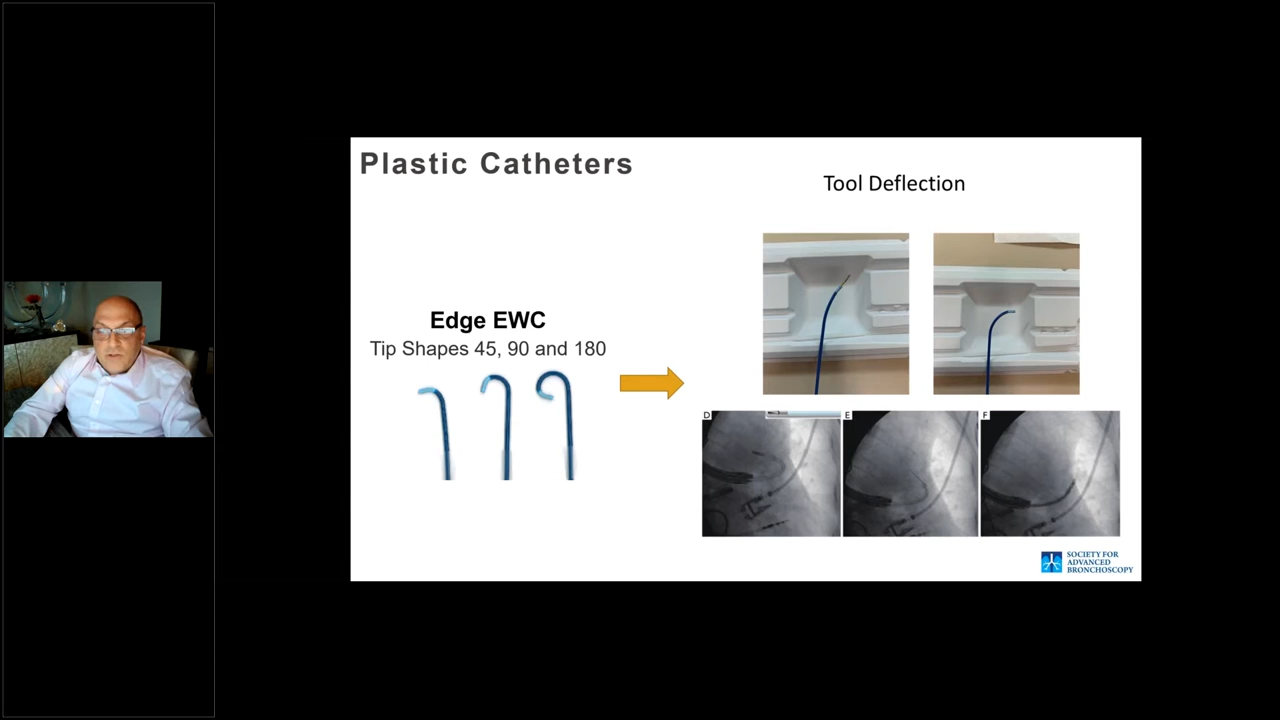 Plastic Catheters
Tool Deflection
Edge EWC
Tip Shapes 45, 90 and 180
D
E
F
SOCIETY FOR
ADVANCED
BRONCHOSCOPY